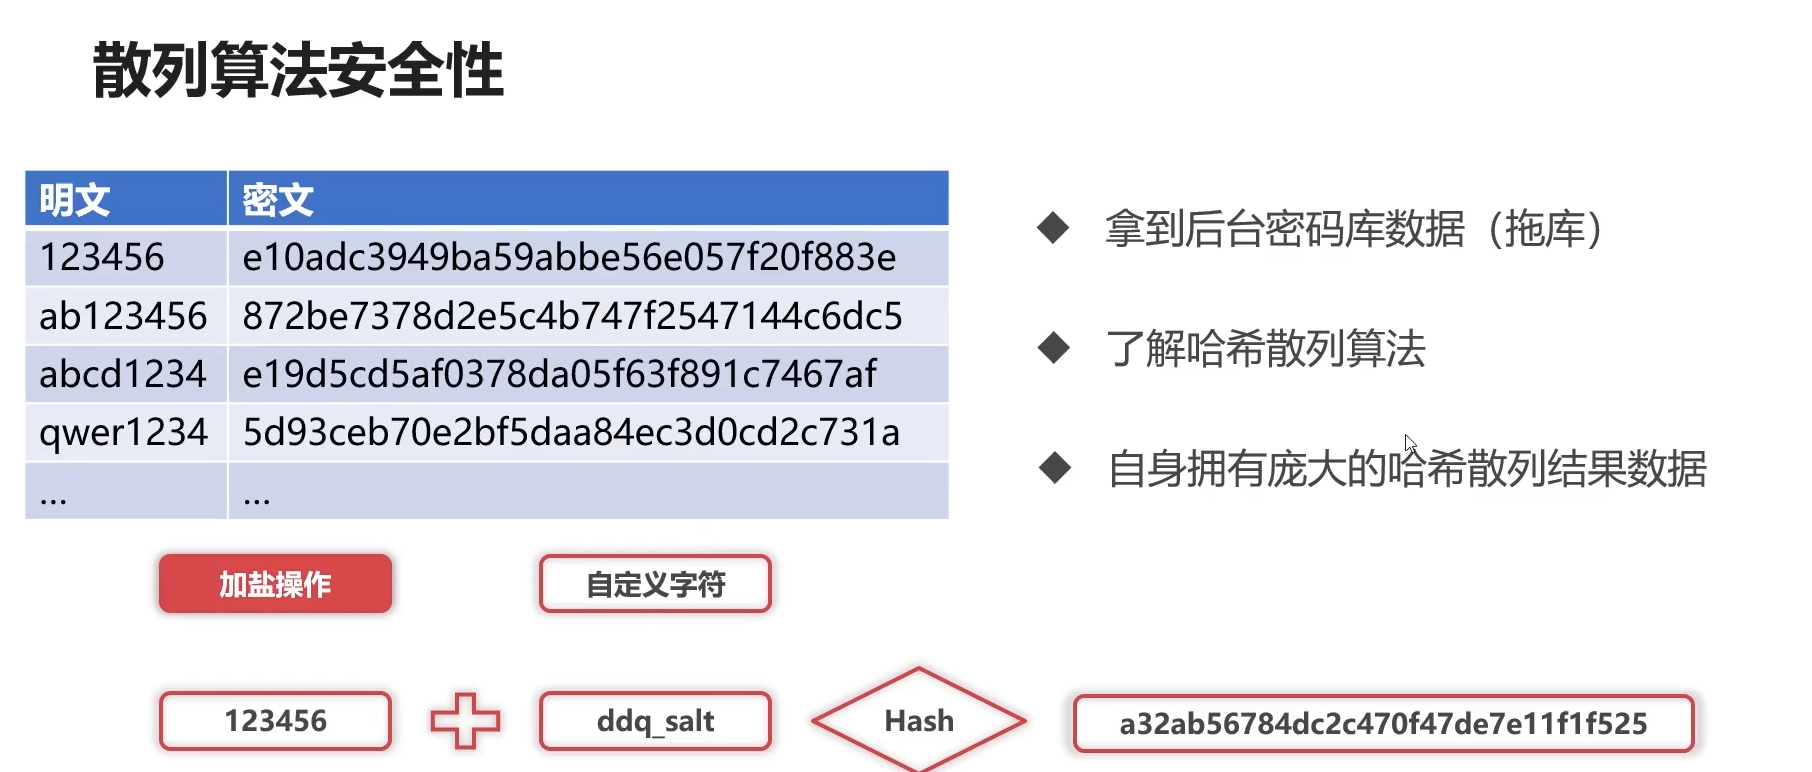 散列算法安全性
明文 密文
123456 e10adc3949ba59abbe56e057f20f883e
ab123456 872be7378d2e5c4b747f2547144c6dc5
abcd1234 e19d5cd5af0378da05f63f891c7467af
qwer1234 5d93ceb70e2bf5daa84ec3d0cd2c731a
... ...
拿到后台密码库数据（拖库）
了解哈希散列算法
自身拥有庞大的哈希散列结果数据
加盐操作 自定义字符
123456 ddq_salt Hash a32ab56784dc2c470f47de7e11f1f525